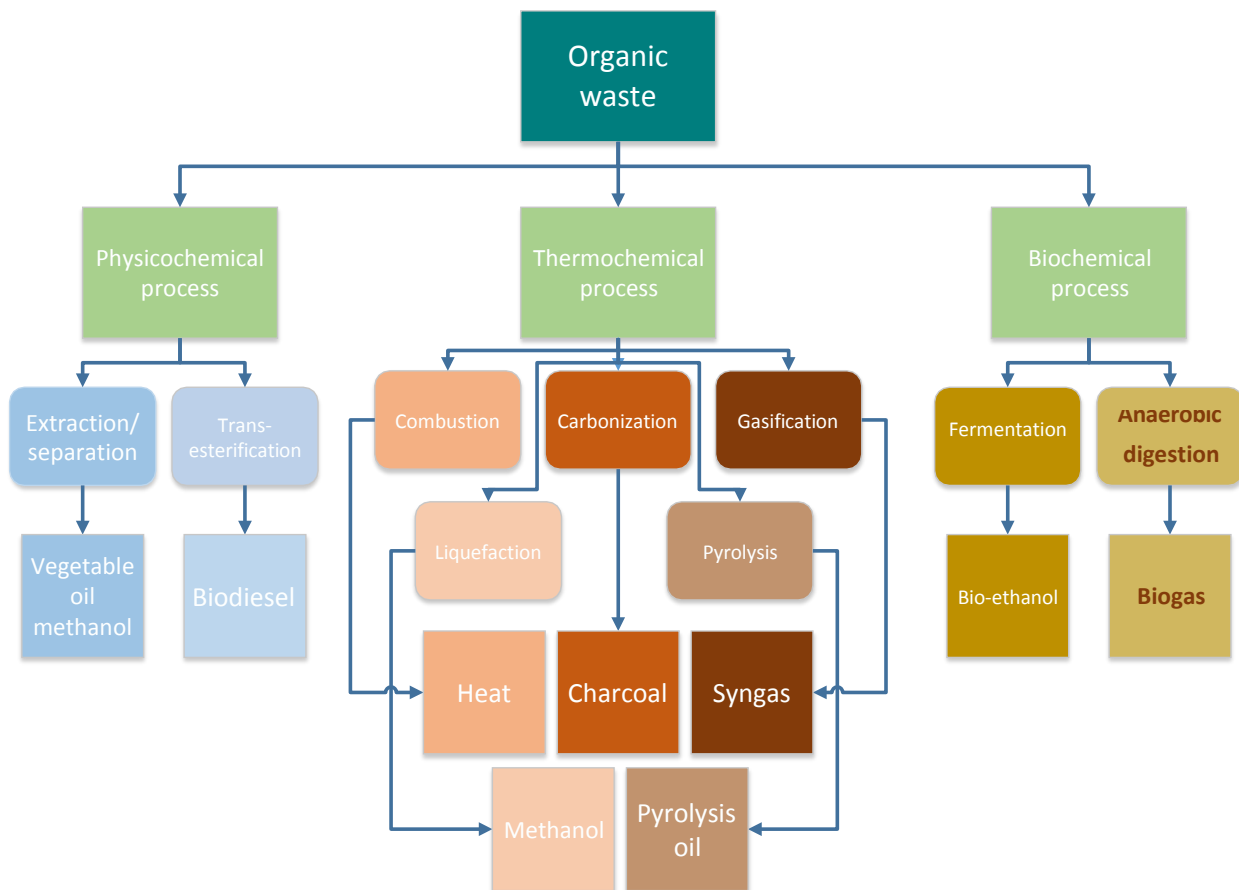 Organic
waste
Physicochemical
process
Thermochemical
process
Biochemical
process
Extraction/
separation
Trans-
esterification
Combustion
Carbonization
Gasification
Fermentation
Anaerobic
digestion
Liquefaction
Pyrolysis
Vegetable
oil
methanol
Biodiesel
Bio-ethanol
Biogas
Heat
Charcoal
Syngas
Methanol
Pyrolysis
oil